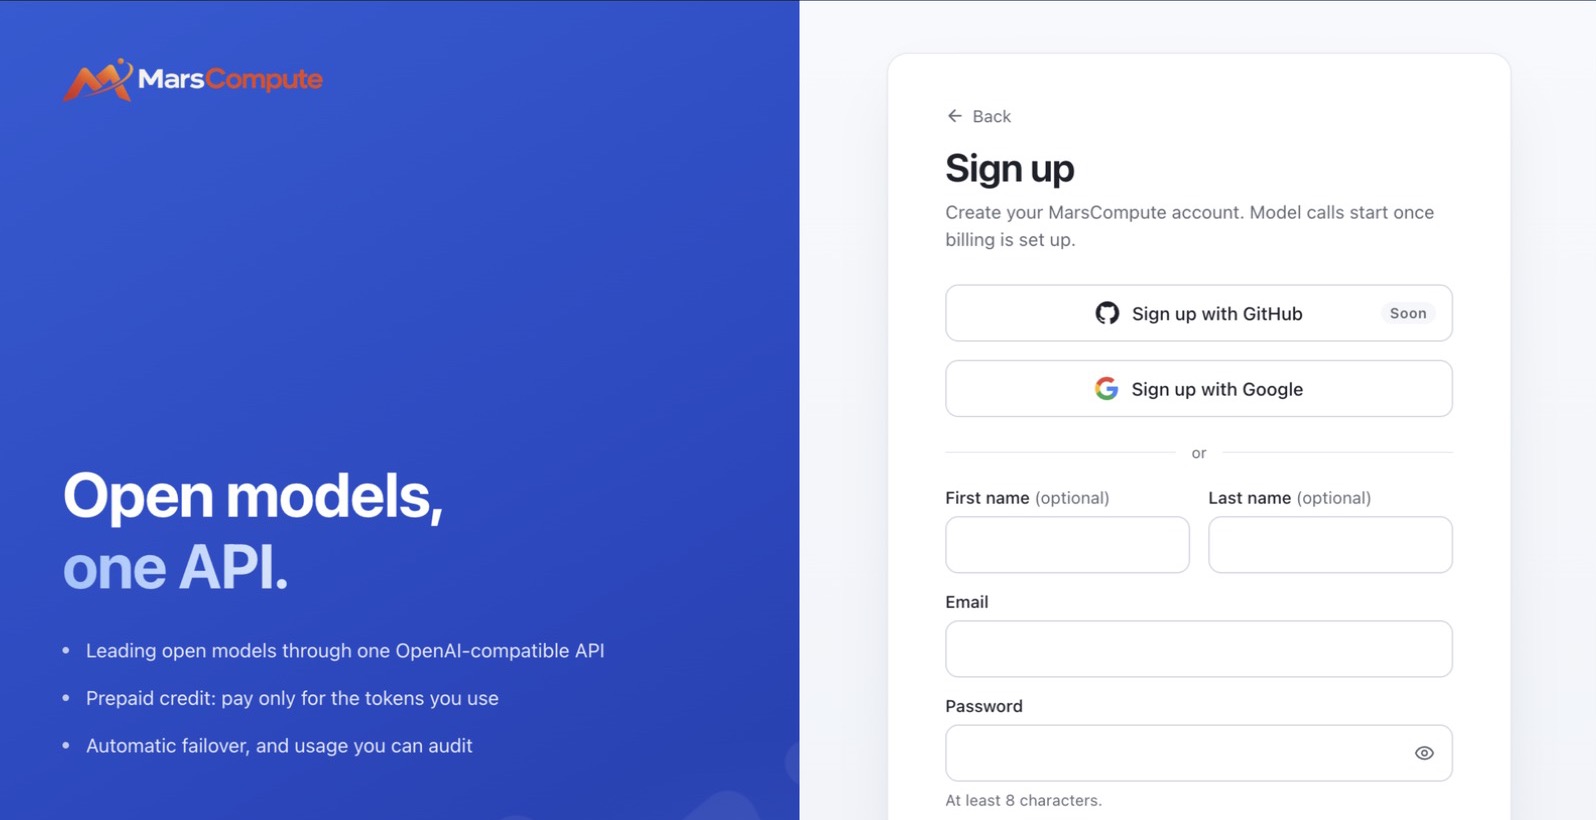 MarsCompute
Open models,
one API.
Leading open models through one OpenAI-compatible API
Prepaid credit: pay only for the tokens you use
Automatic failover, and usage you can audit
Back
Sign up
Create your MarsCompute account. Model calls start once
billing is set up.
Sign up with GitHub Soon
Sign up with Google
or
First name (optional) Last name (optional)
Email
Password
At least 8 characters.